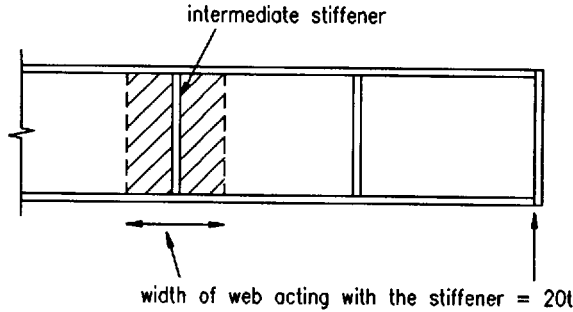 intermediate stiffener
width of web acting with the stiffener = 20t